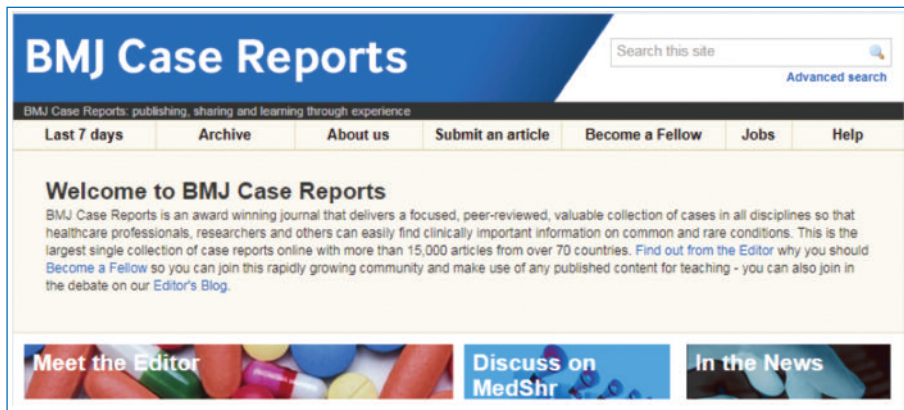 BMJ Case Reports
Search this site
Advanced search
BMJ Case Reports: publishing, sharing and learning through experience
Last 7 days Archive About us Submit an article Become a Fellow Jobs Help
Welcome to BMJ Case Reports
BMJ Case Reports is an award winning journal that delivers a focused, peer-reviewed, valuable collection of cases in all disciplines so that
healthcare professionals, researchers and others can easily find clinically important information on common and rare conditions. This is the
largest single collection of case reports online with more than 15,000 articles from over 70 countries. Find out from the Editor why you should
Become a Fellow so you can join this rapidly growing community and make use of any published content for teaching - you can also join in
the debate on our Editor's Blog.
Meet the Editor
Discuss on
MedShr
In the News